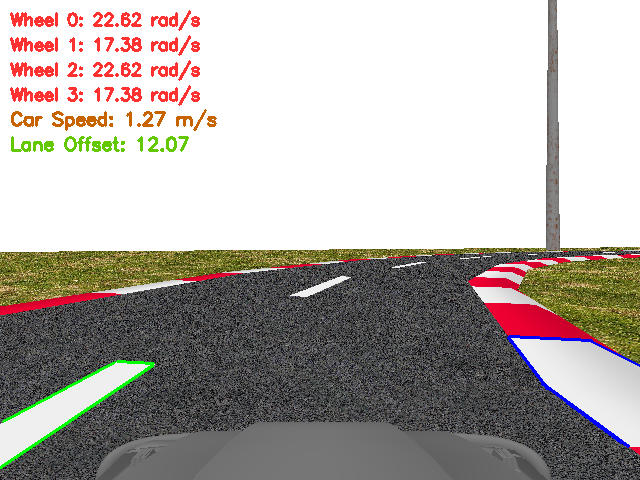 Wheel 0: 22.62 rad/s
Wheel 1: 17.38 rad/s
Wheel 2: 22.62 rad/s
Wheel 3: 17.38 rad/s
Car Speed: 1.27 m/s
Lane Offset: 12.07